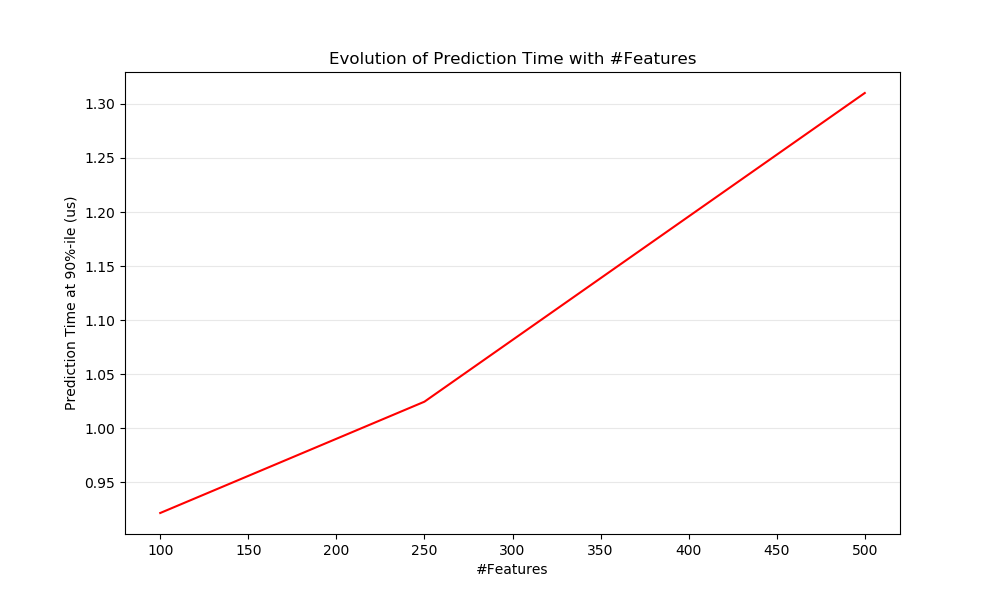 Evolution of Prediction Time with #Features
Prediction Time at 90%-ile (us)
1.30
1.25
1.20
1.15
1.10
1.05
1.00
0.95
100 150 200 250 300 350 400 450 500
#Features